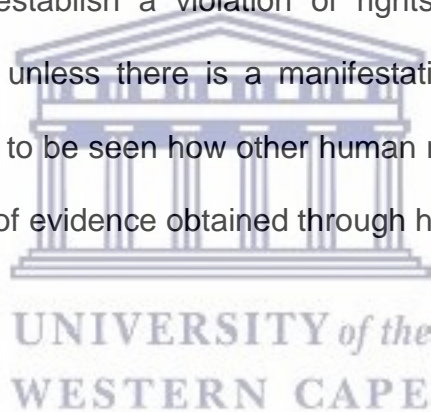 establish a violation of rights
unless there is a manifestati
to be seen how other human r
of evidence obtained through h
UNIVERSITY of the
WESTERN CAPE